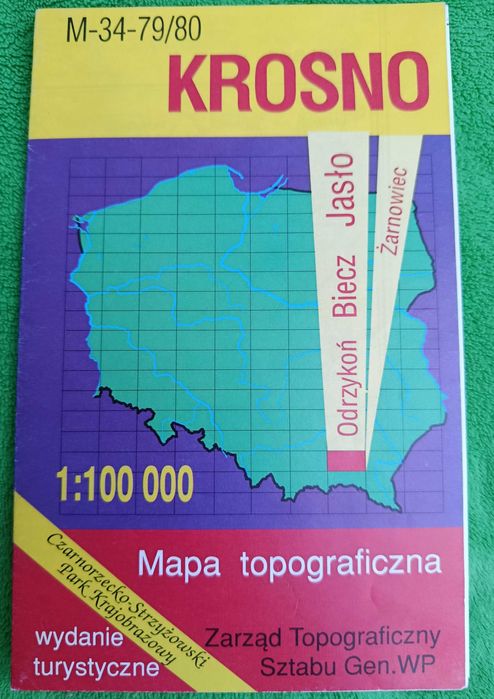 M-34-79/80
KROSNO
Odrzykoń Biecz Jasło
Żarnowiec
1:100 000
Czarnorzecko-Strzyżowski
Park Krajobrazowy
Mapa topograficzna
wydanie
turystyczne
Zarząd Topograficzny
Sztabu Gen.WP